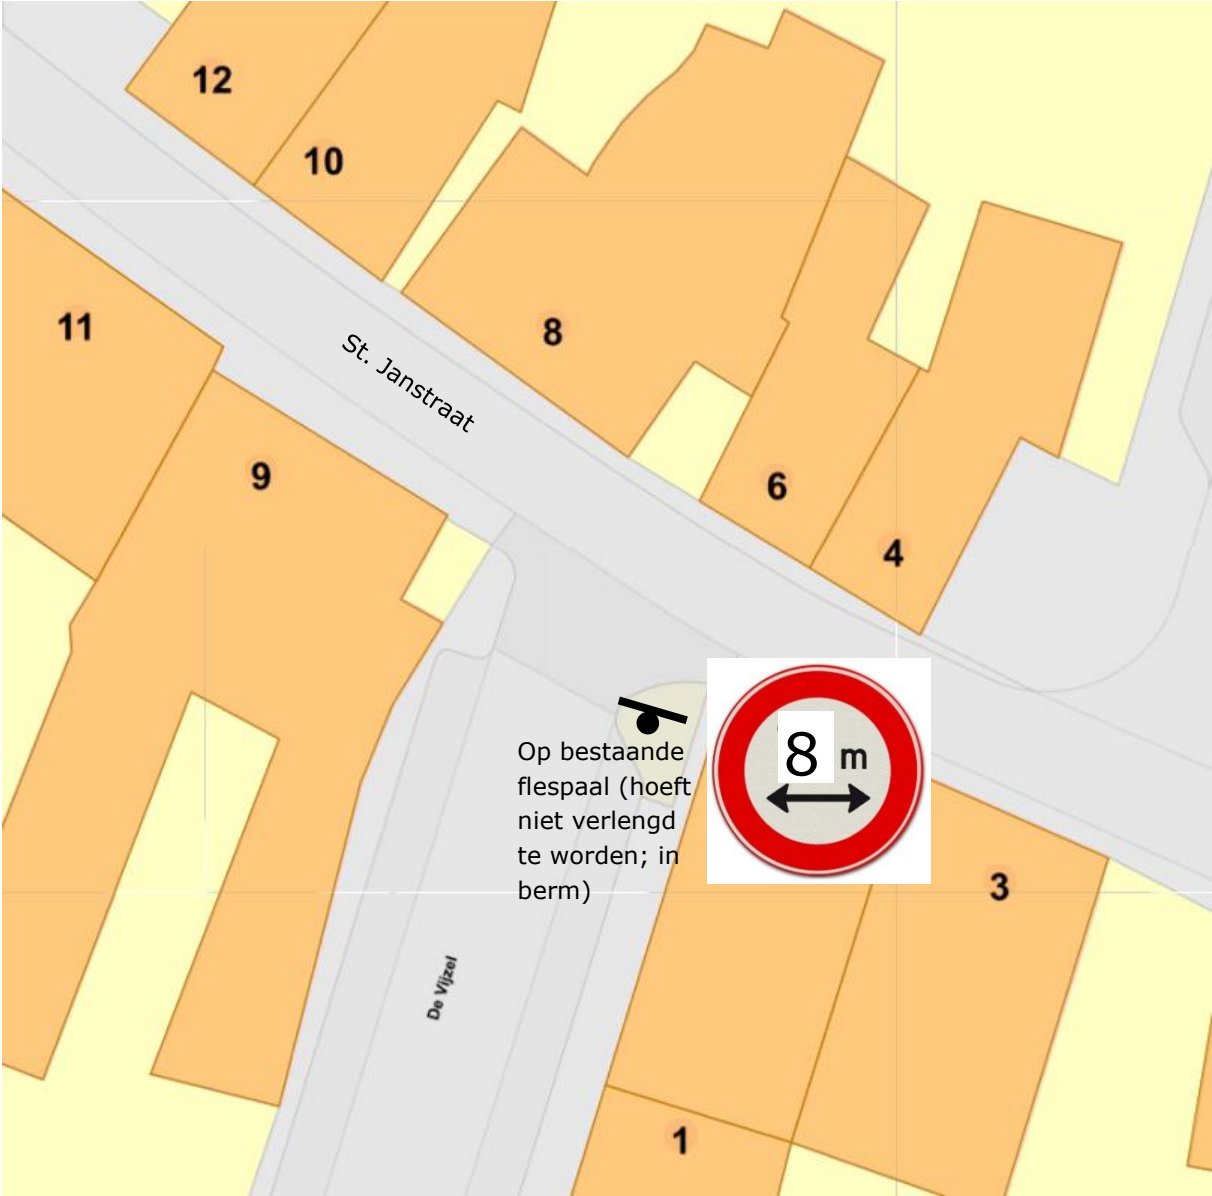 12
10
11
8
St. Janstraat
9
6
4
Op bestaande
flespaal (hoeft
niet verlengd
te worden; in
berm)
8 m
3
De Vijzel
1